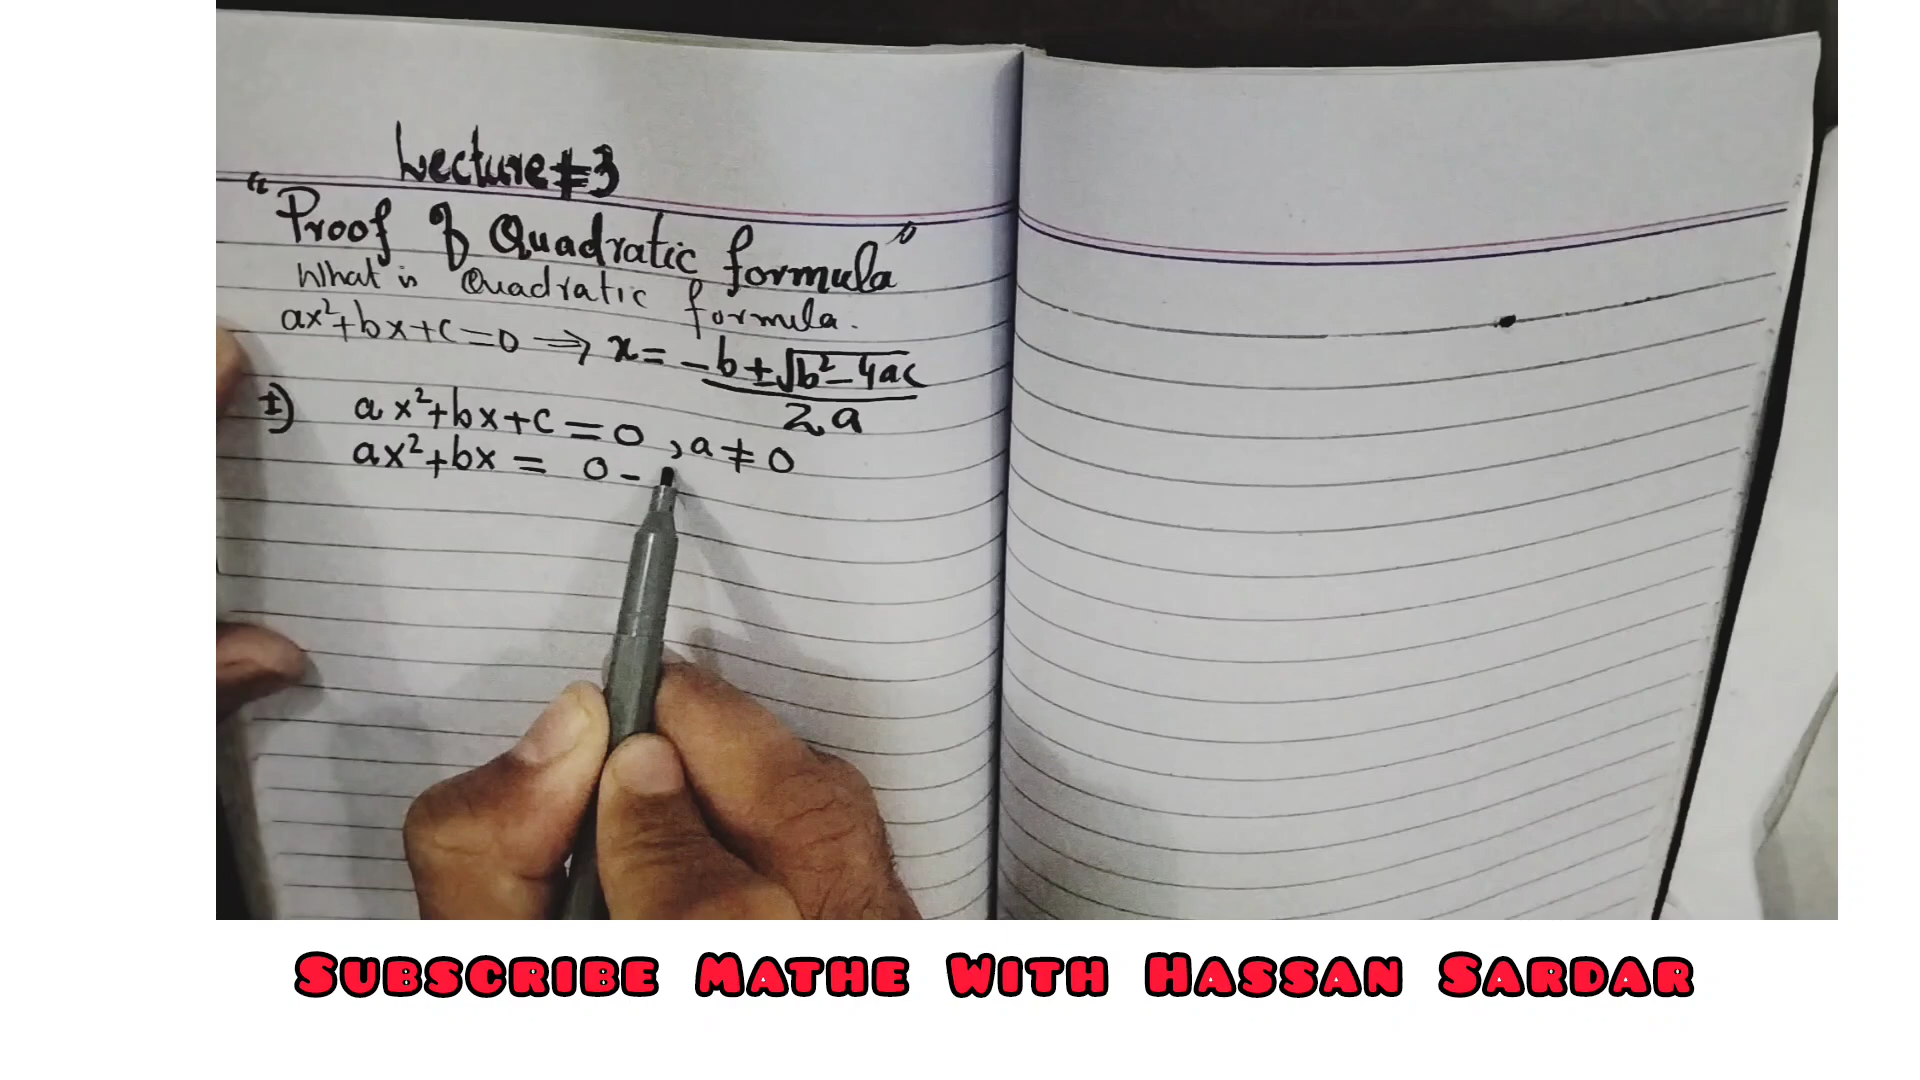 Lecture # 3
"Proof of Quadratic formula"
What is Quadratic formula.
ax²+bx+c=0 ⇒ x = -b±√b²-4ac / 2a
I) ax²+bx+c=0, a≠0
ax²+bx = 0-
SUBSCRIBE MATHE WITH HASSAN SARDAR